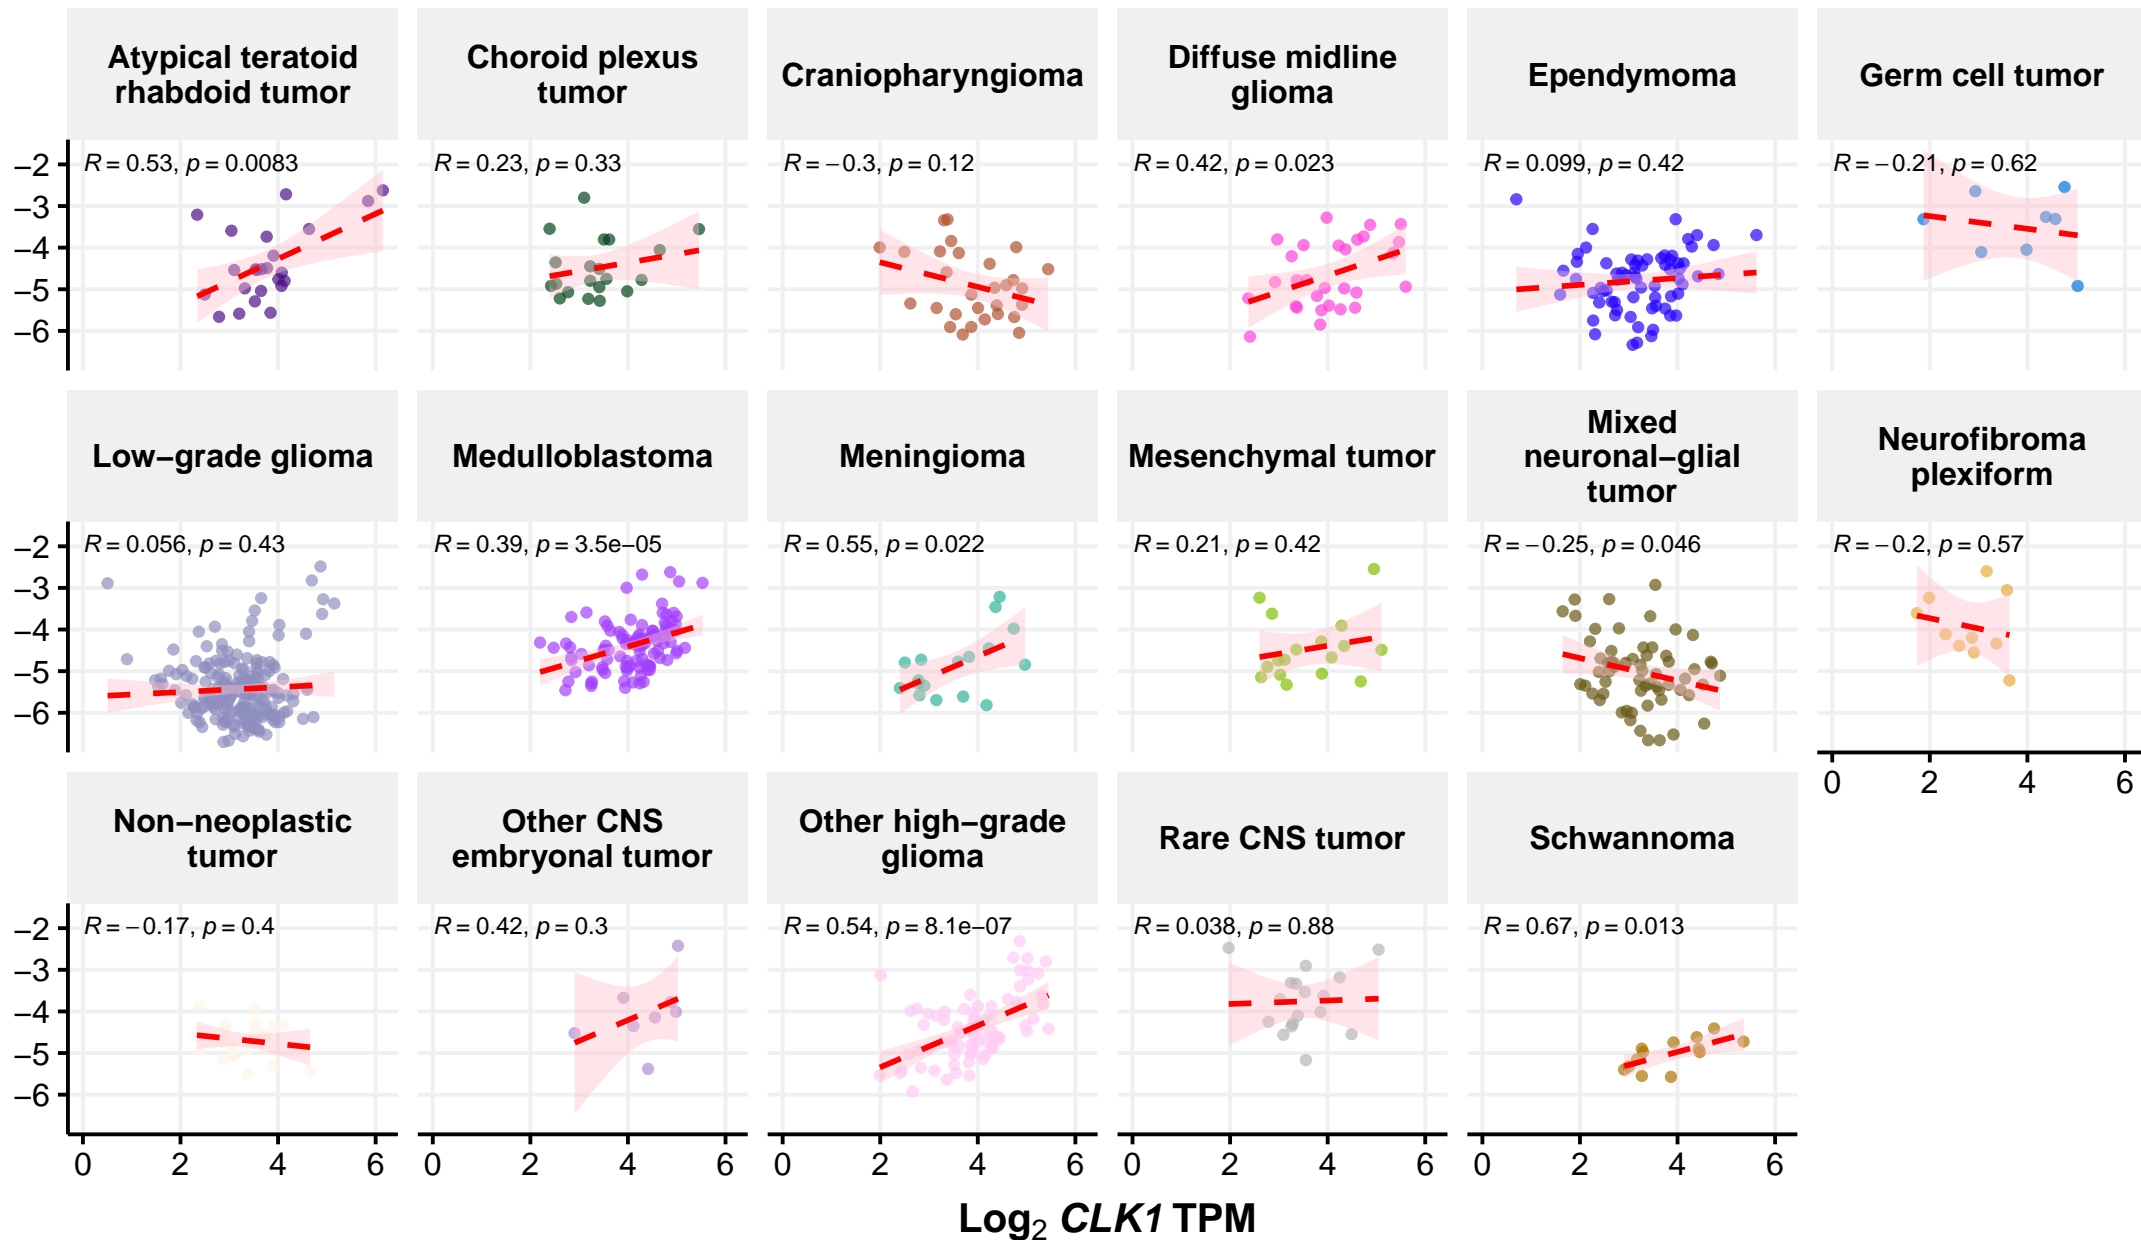 Atypical teratoid
rhabdoid tumor
Choroid plexus
tumor
Craniopharyngioma
Diffuse midline
glioma
Ependymoma
Germ cell tumor
R = 0.53, p = 0.0083
R = 0.23, p = 0.33
R = −0.3, p = 0.12
R = 0.42, p = 0.023
R = 0.099, p = 0.42
R = −0.21, p = 0.62
−2
−3
−4
−5
−6
Low−grade glioma
Medulloblastoma
Meningioma
Mesenchymal tumor
Mixed
neuronal−glial
tumor
Neurofibroma
plexiform
R = 0.056, p = 0.43
R = 0.39, p = 3.5e−05
R = 0.55, p = 0.022
R = 0.21, p = 0.42
R = −0.25, p = 0.046
R = −0.2, p = 0.57
−2
−3
−4
−5
−6
0 2 4 6
Non−neoplastic
tumor
Other CNS
embryonal tumor
Other high−grade
glioma
Rare CNS tumor
Schwannoma
R = −0.17, p = 0.4
R = 0.42, p = 0.3
R = 0.54, p = 8.1e−07
R = 0.038, p = 0.88
R = 0.67, p = 0.013
−2
−3
−4
−5
−6
0 2 4 6
0 2 4 6
0 2 4 6
0 2 4 6
0 2 4 6
Log₂ CLK1 TPM